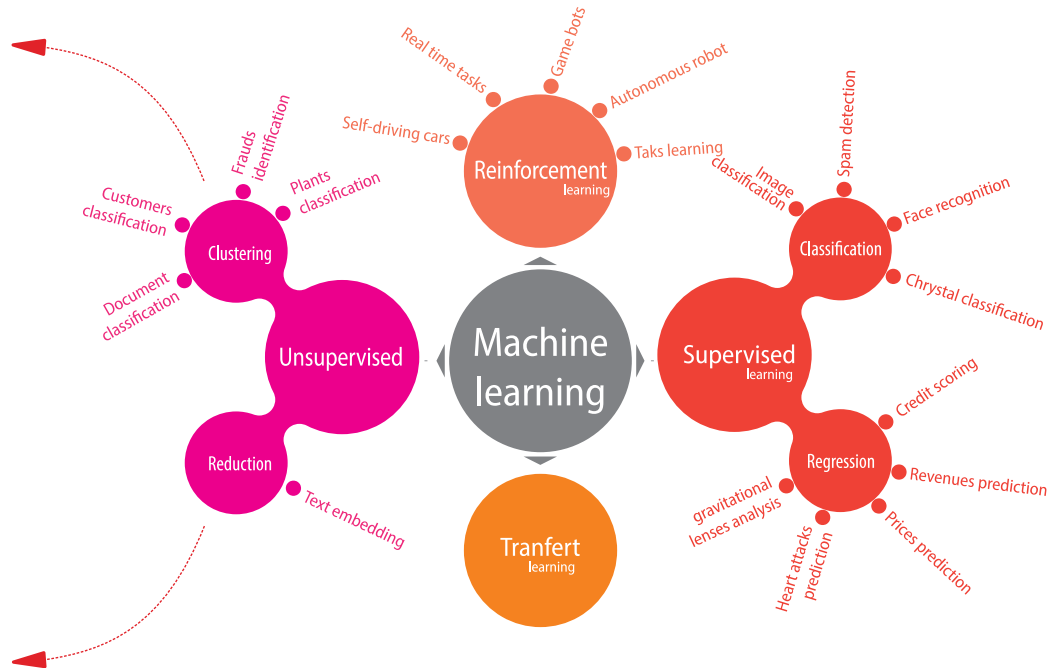 Real time tasks
Game bots
Autonomous robot
Self-driving cars
Taks learning
Reinforcement
learning
Frauds
identification
Plants
classification
Customers
classification
Document
classification
Clustering
Unsupervised
Reduction
Text embedding
Machine
learning
Tranfert
learning
Supervised
learning
Image
classification
Spam detection
Face recognition
Chrystal classification
Classification
Credit scoring
Revenues prediction
Prices prediction
Heart attacks
prediction
gravitational
lenses analysis
Regression